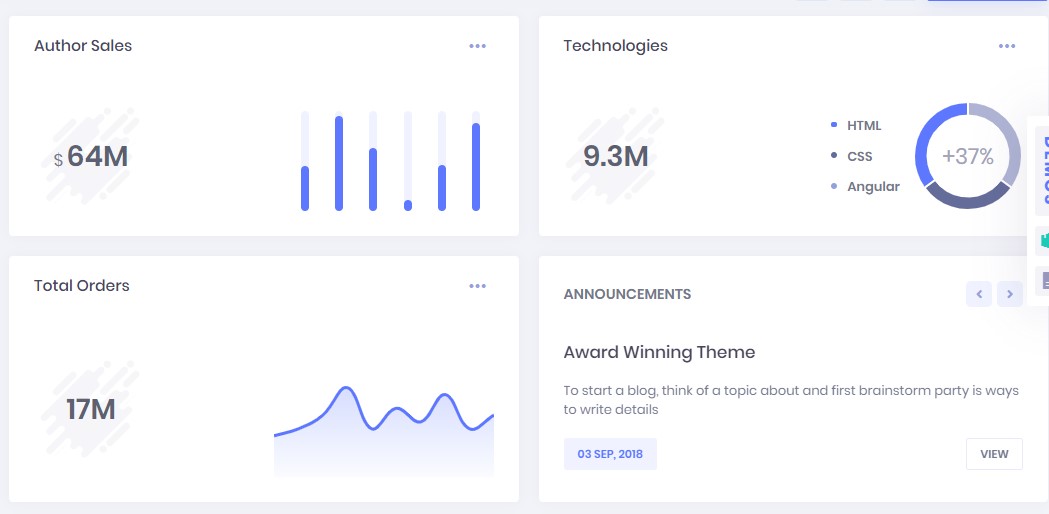 Author Sales
$ 64M
Technologies
9.3M
HTML
CSS
Angular
+37%
Total Orders
17M
ANNOUNCEMENTS
Award Winning Theme
To start a blog, think of a topic about and first brainstorm party is ways
to write details
03 SEP, 2018
VIEW